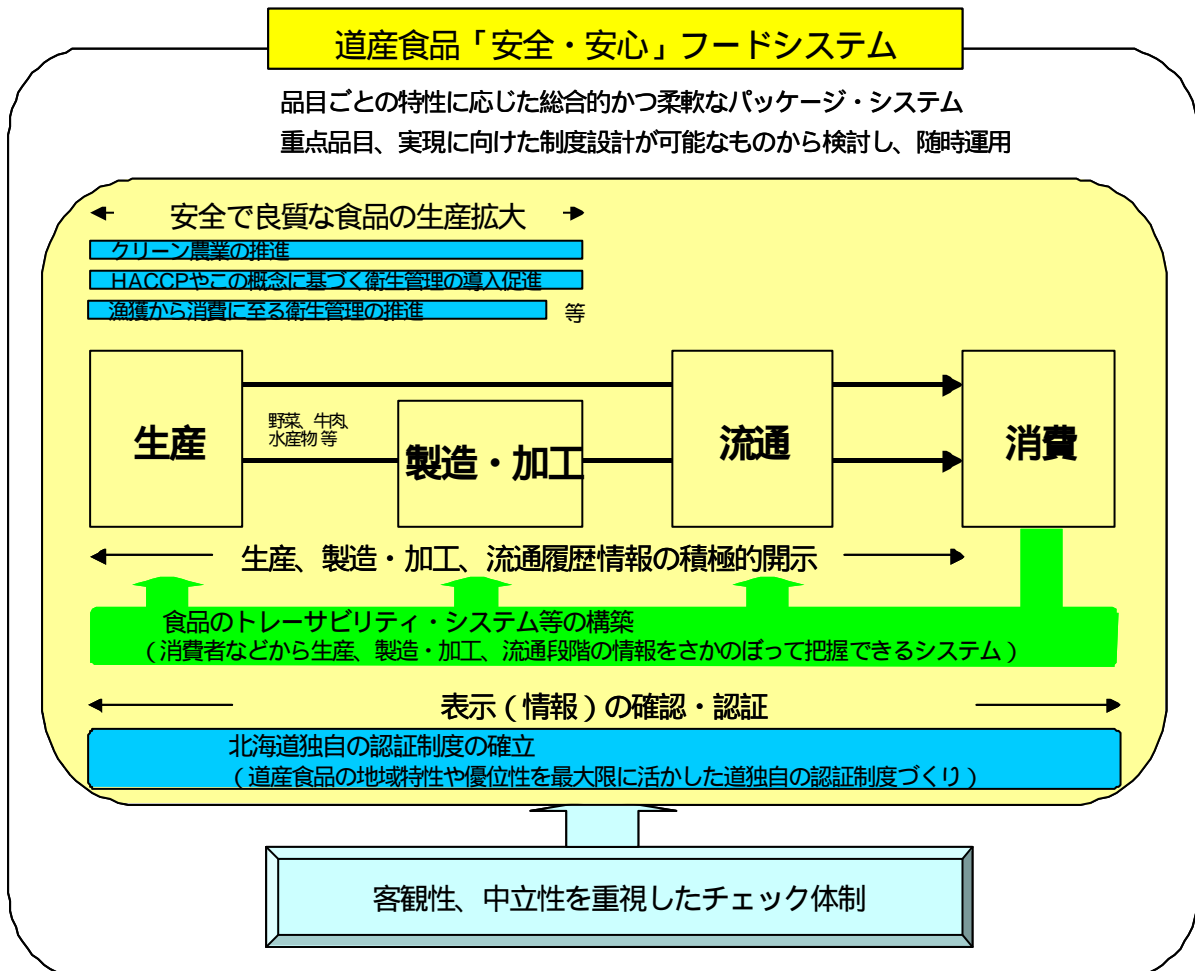 道産食品「安全・安心」フードシステム
品目ごとの特性に応じた総合的かつ柔軟なパッケージ・システム
重点品目、実現に向けた制度設計が可能なものから検討し、随時運用
安全で良質な食品の生産拡大
クリーン農業の推進
HACCPやこの概念に基づく衛生管理の導入促進
漁獲から消費に至る衛生管理の推進
等
生産
野菜、牛肉、
水産物 等
製造・加工
流通
消費
生産、製造・加工、流通履歴情報の積極的開示
食品のトレーサビリティ・システム等の構築
（消費者などから生産、製造・加工、流通段階の情報をさかのぼって把握できるシステム）
表示（情報）の確認・認証
北海道独自の認証制度の確立
（道産食品の地域特性や優位性を最大限に活かした道独自の認証制度づくり）
客観性、中立性を重視したチェック体制